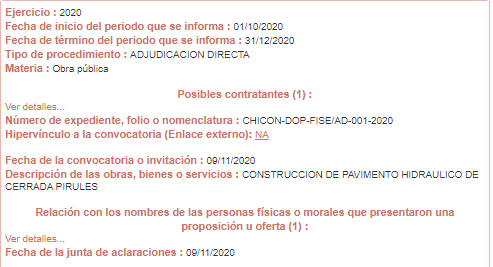 Ejercicio : 2020
Fecha de inicio del periodo que se informa : 01/10/2020
Fecha de término del periodo que se informa : 31/12/2020
Tipo de procedimiento : ADJUDICACION DIRECTA
Materia : Obra pública
Posibles contratantes (1) :
Ver detalles...
Número de expediente, folio o nomenclatura : CHICON-DOP-FISE/AD-001-2020
Hipervínculo a la convocatoria (Enlace externo): NA
Fecha de la convocatoria o invitación : 09/11/2020
Descripción de las obras, bienes o servicios : CONSTRUCCION DE PAVIMENTO HIDRAULICO DE
CERRADA PIRULES
Relación con los nombres de las personas físicas o morales que presentaron una
proposición u oferta (1) :
Ver detalles...
Fecha de la junta de aclaraciones : 09/11/2020